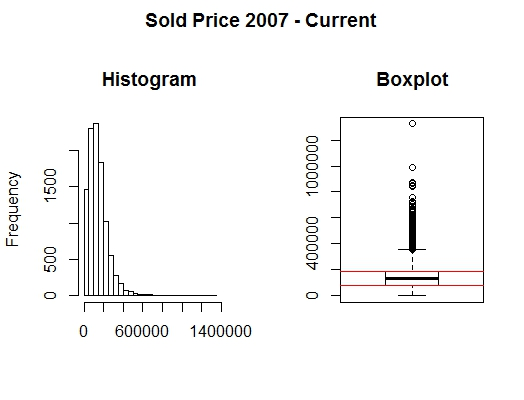 Sold Price 2007 - Current
Histogram
Boxplot
Frequency
0
500
1500
0
600000
1400000
0
400000
1000000